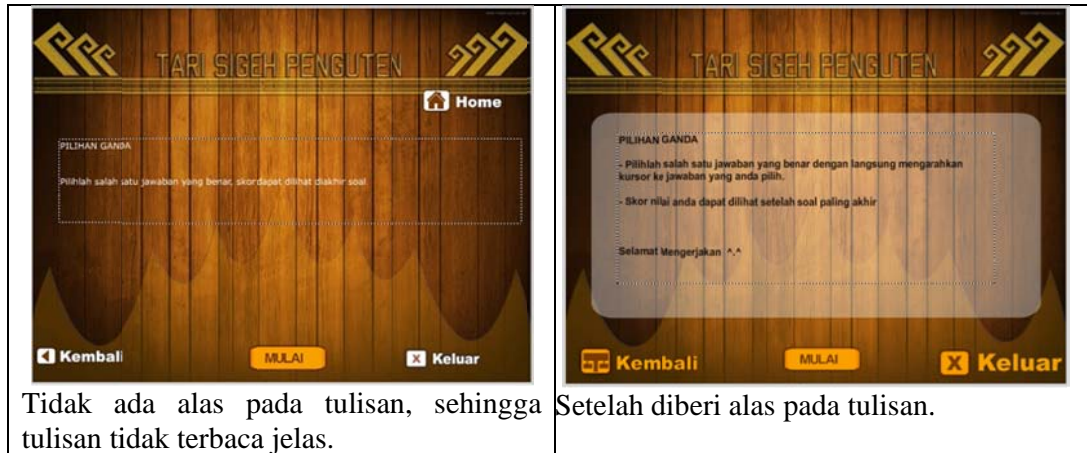 TARI SIGEH PENGUTEN
Home
PILIHAN GANDA
Pilihlah salah satu jawaban yang benar, skor dapat dilihat diakhir soal.
Kembali
MULAI
X Keluar
Tidak ada alas pada tulisan, sehingga
tulisan tidak terbaca jelas.
TARI SIGEH PENGUTEN
PILIHAN GANDA
- Pilihlah salah satu jawaban yang benar dengan langsung mengarahkan
kursor ke jawaban yang anda pilih.
- Skor nilai anda dapat dilihat setelah soal paling akhir
Selamat Mengerjakan ^.^
Kembali
MULAI
X Keluar
Setelah diberi alas pada tulisan.